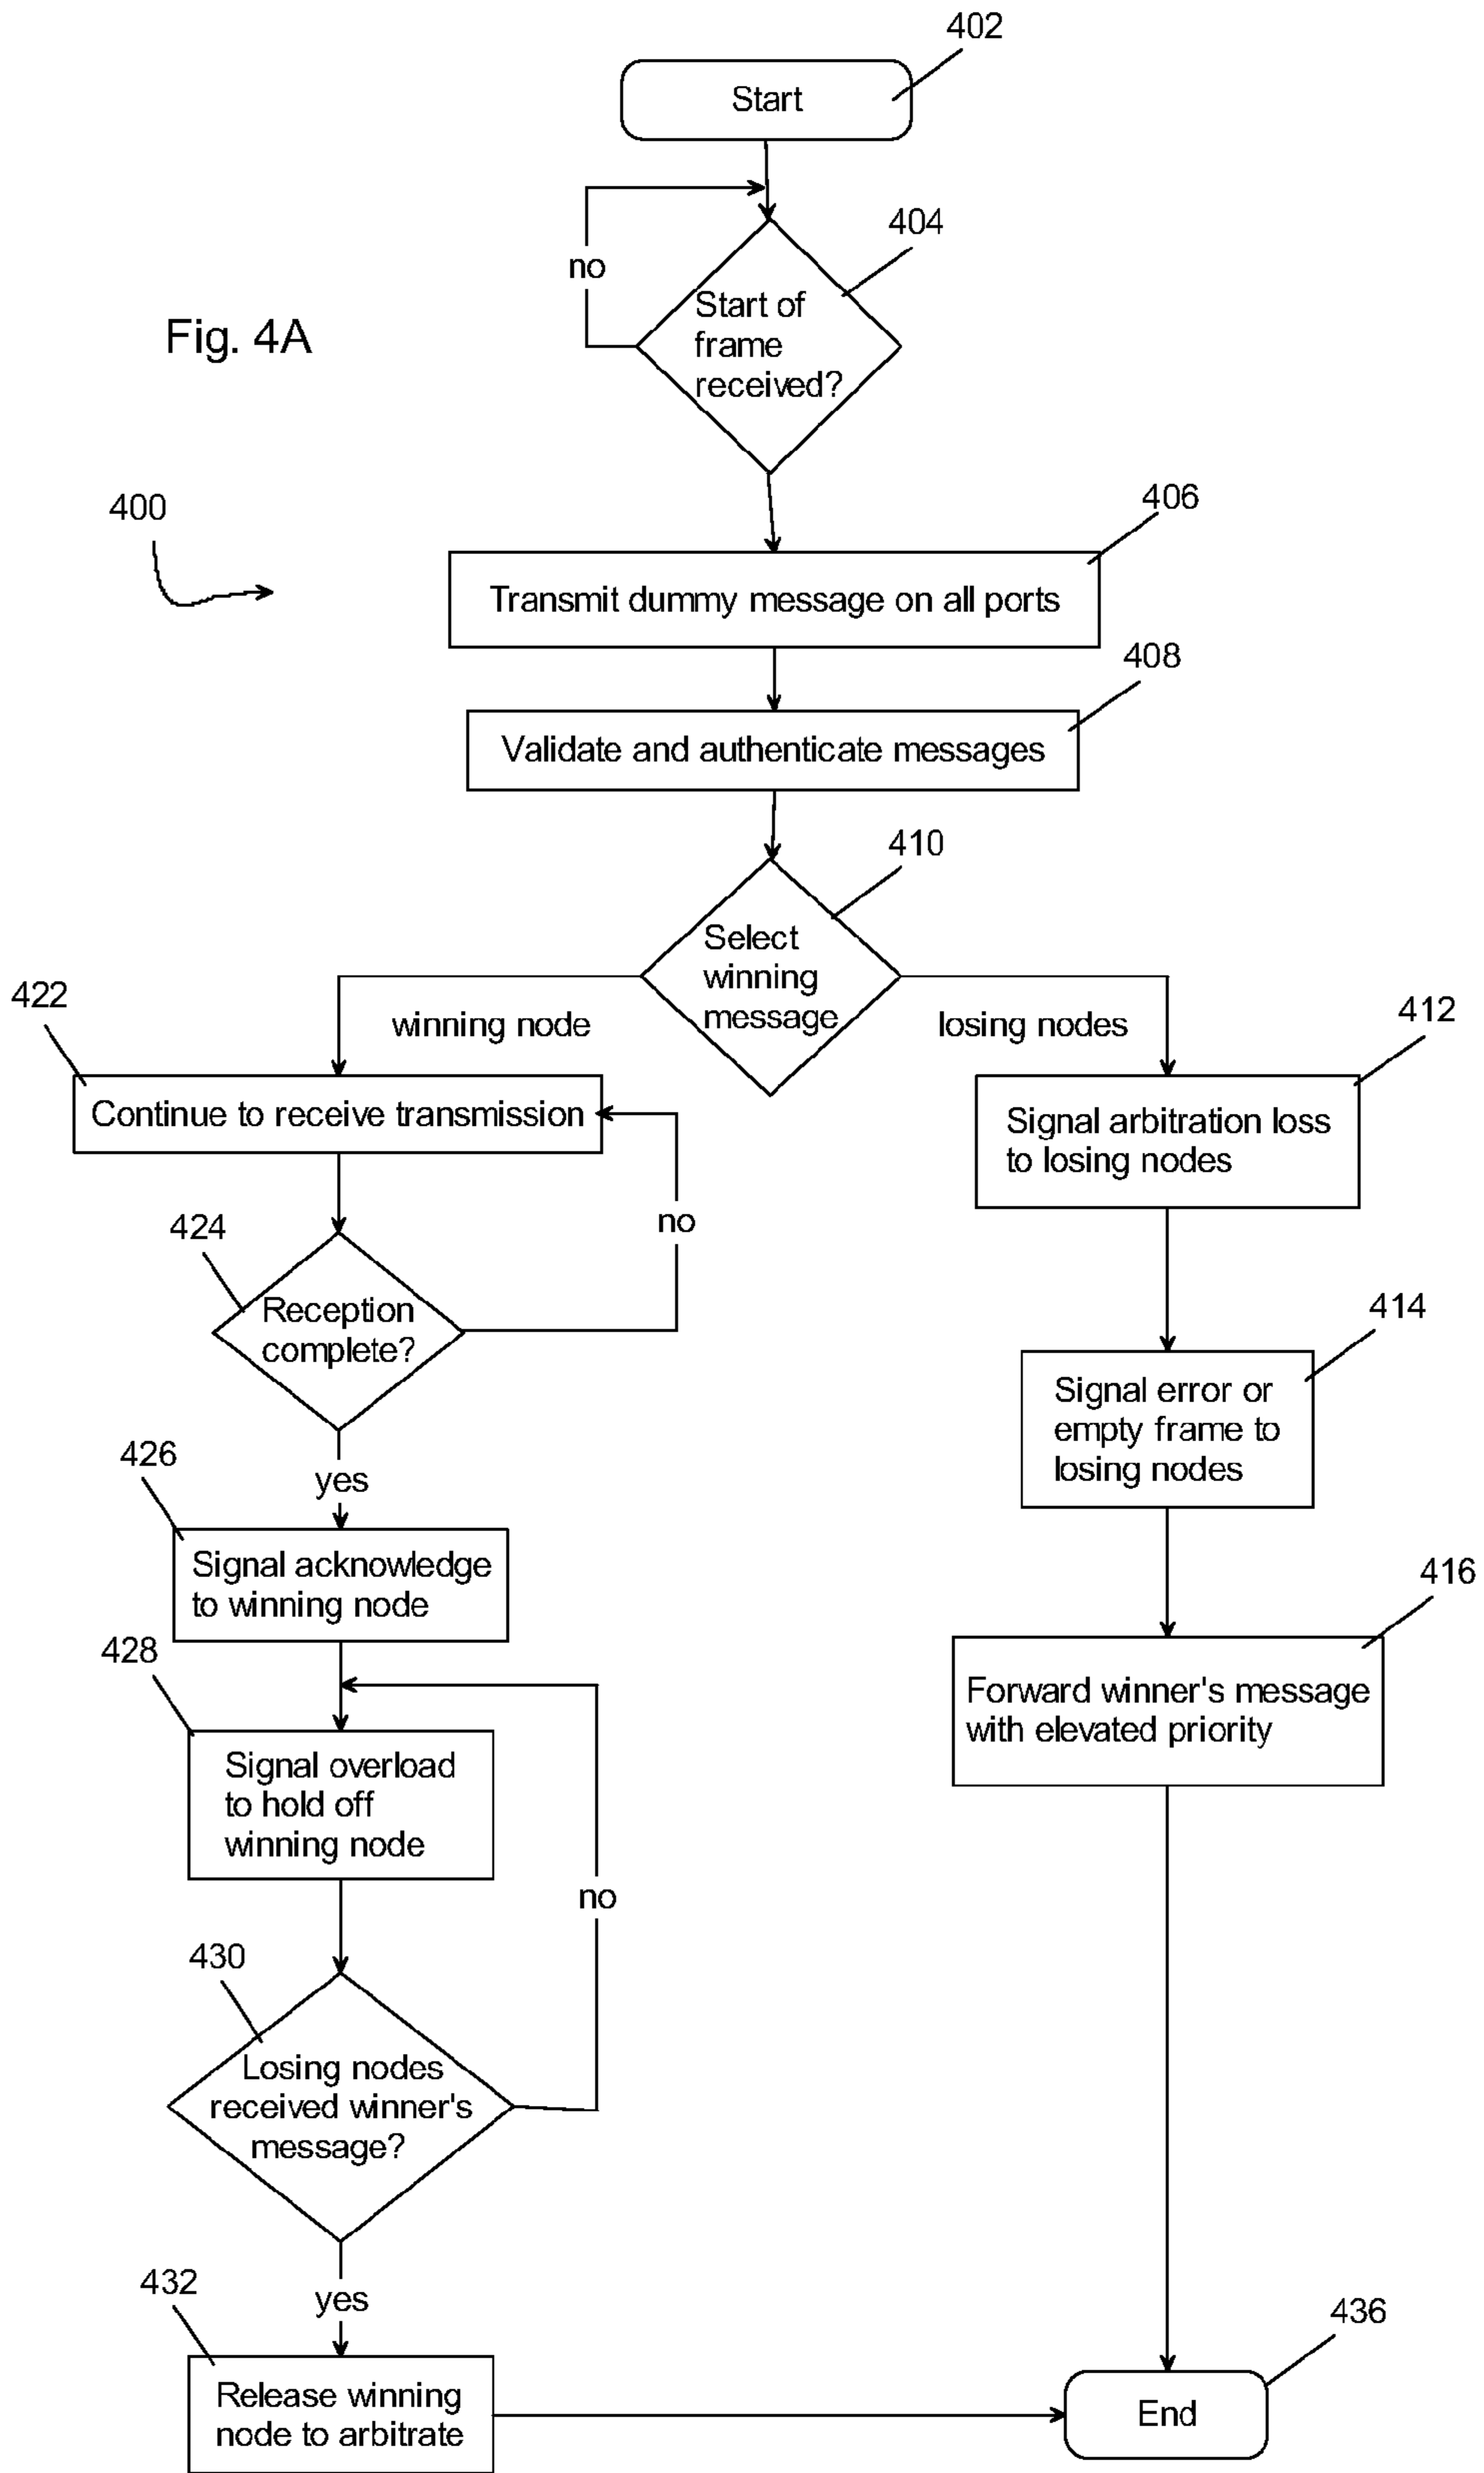 402
Start
404
no
Start of
frame
received?
Fig. 4A
400
406
Transmit dummy message on all ports
408
Validate and authenticate messages
410
Select
winning
message
422
winning node
losing nodes
412
Continue to receive transmission
Signal arbitration loss
to losing nodes
no
424
Reception
complete?
414
Signal error or
empty frame to
losing nodes
426
yes
Signal acknowledge
to winning node
416
Forward winner's message
with elevated priority
428
Signal overload
to hold off
winning node
no
430
Losing nodes
received winner's
message?
432
yes
436
Release winning
node to arbitrate
End